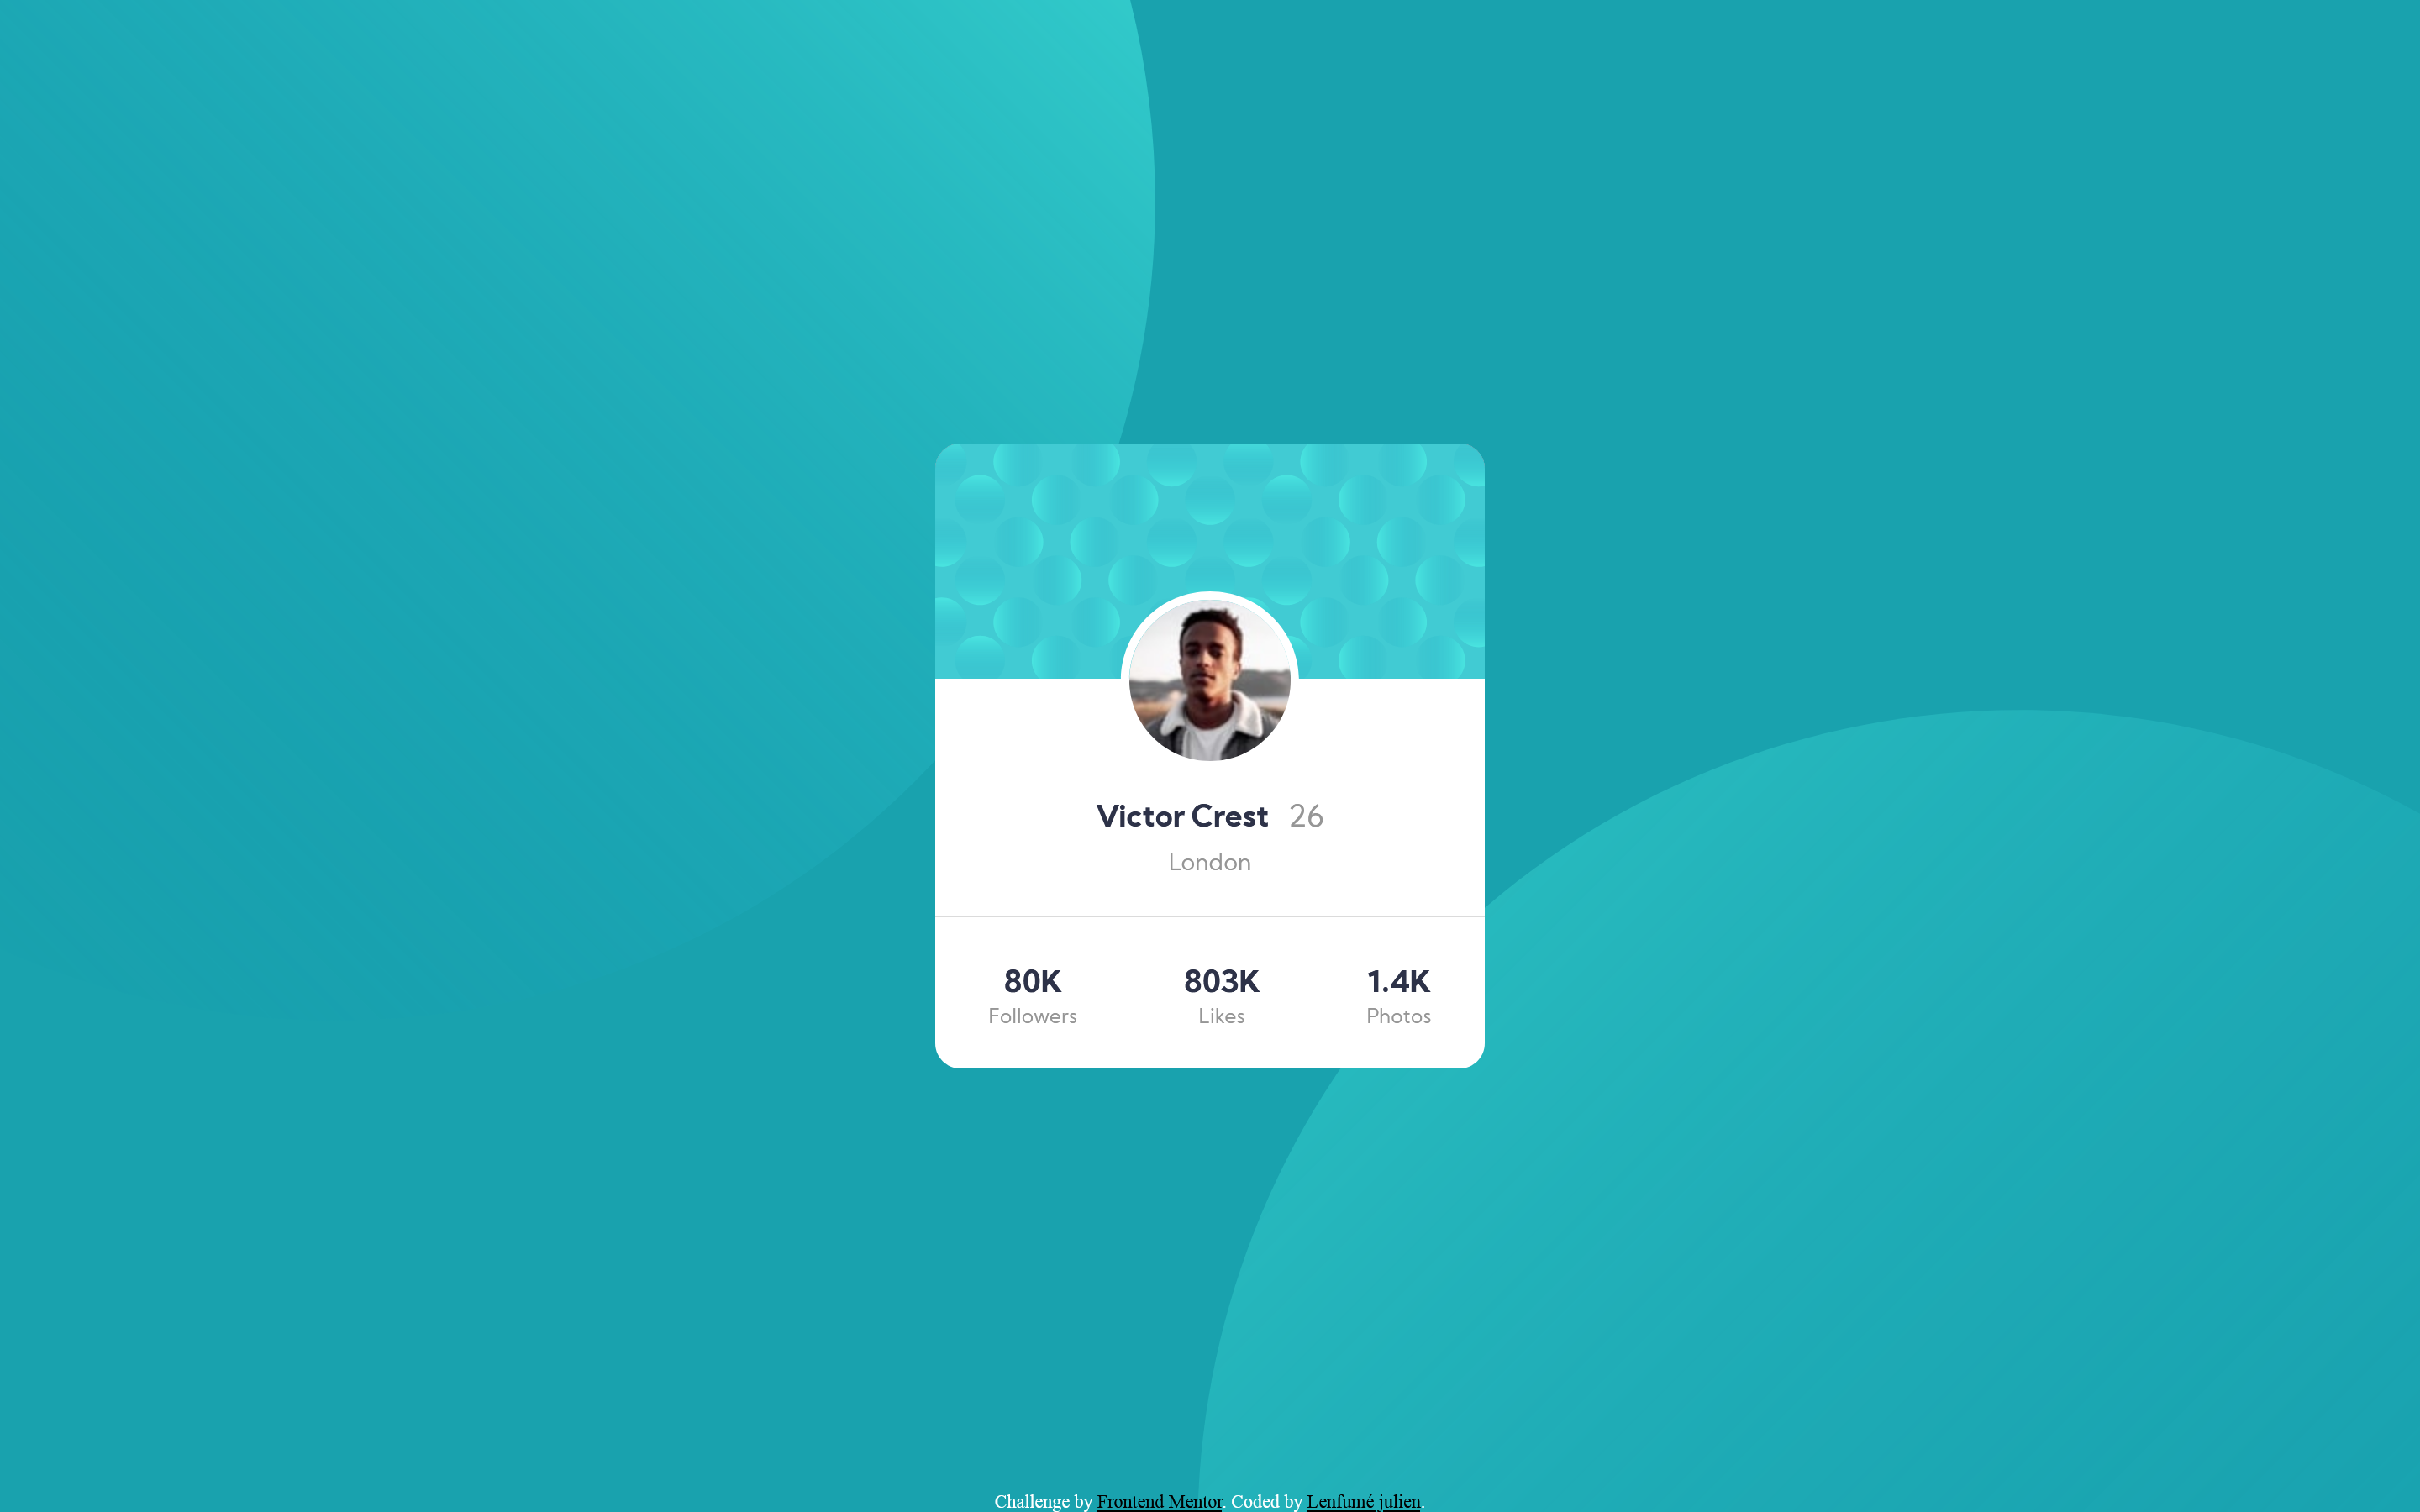 Victor Crest 26
London
80K 803K 1.4K
Followers Likes Photos
Challenge by Frontend Mentor. Coded by Lenfumé julien.